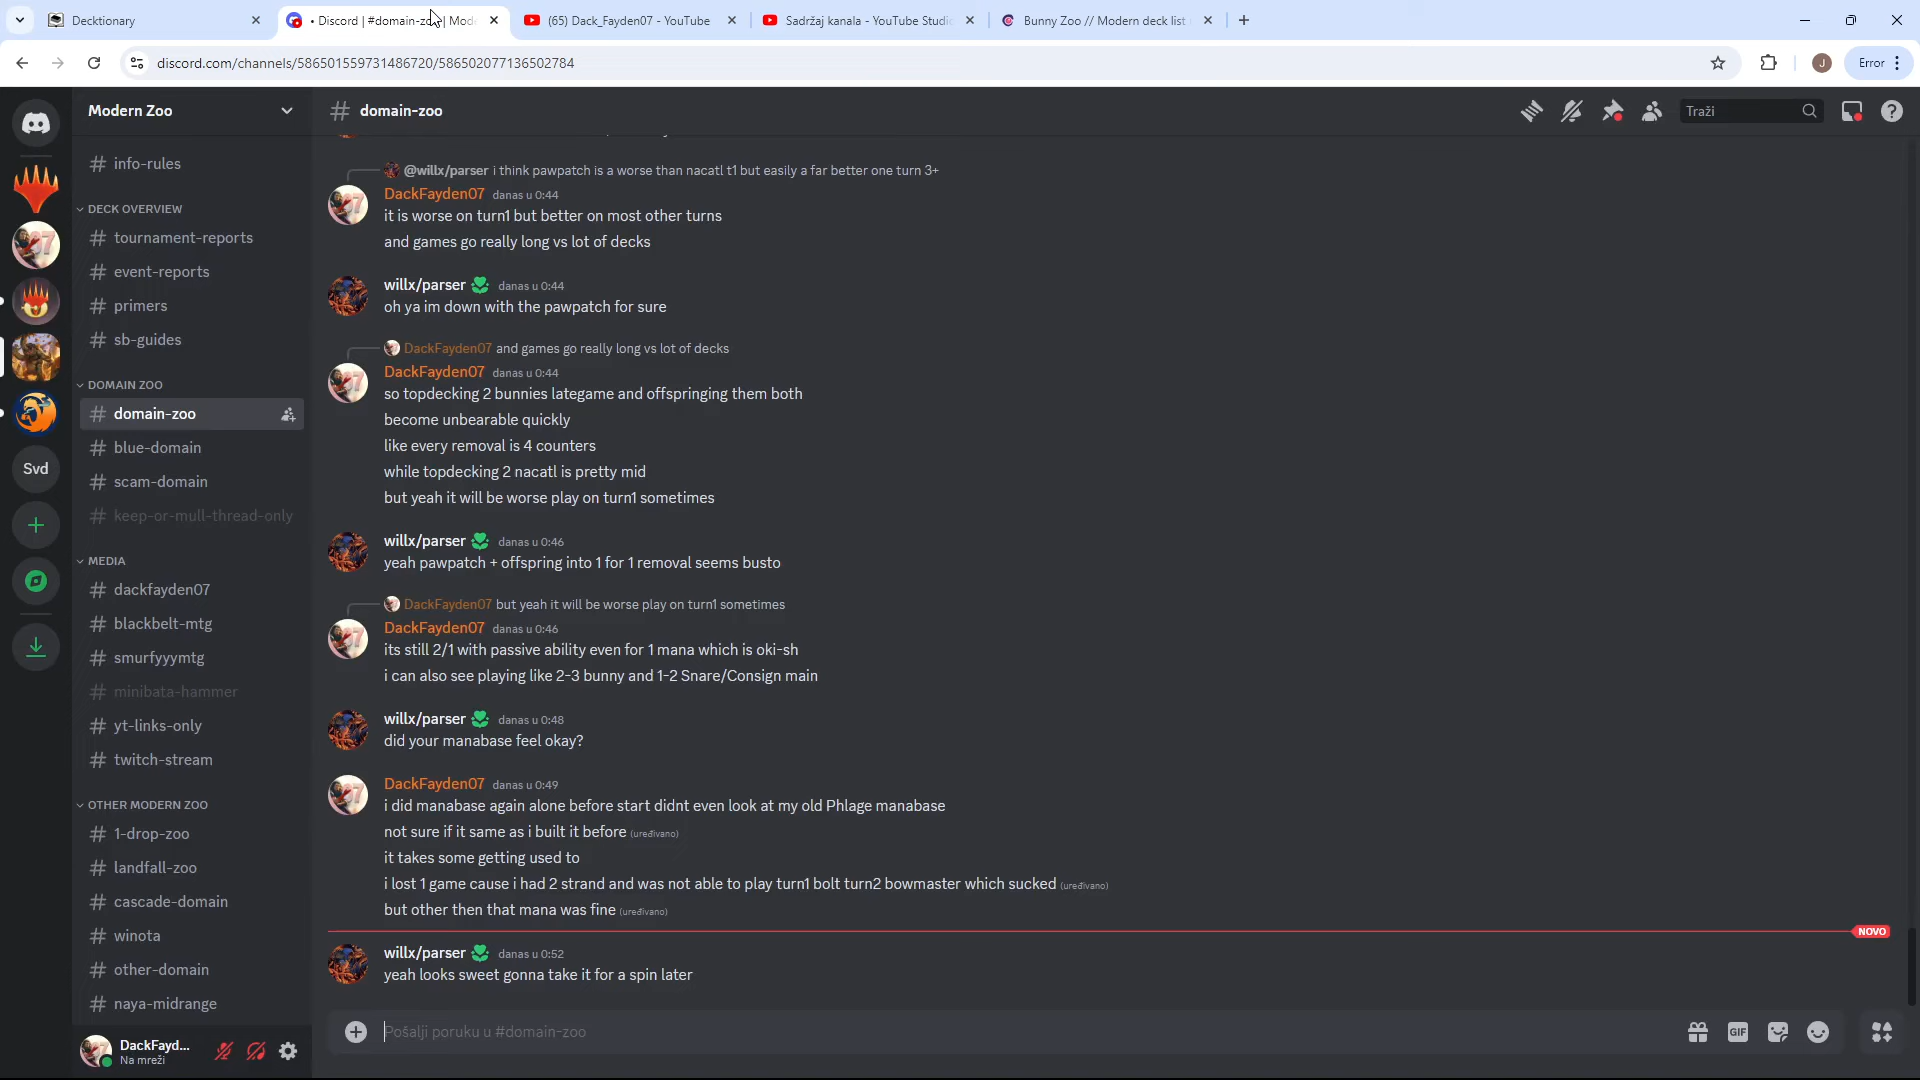 Decktionary
• Discord | #domain-zo | Mode
(65) Dack_Fayden07 - YouTube
Sadržaj kanala - YouTube Studio
Bunny Zoo // Modern deck list
discord.com/channels/586501559731486720/586502077136502784
J
Error
Modern Zoo
# domain-zoo
Traži
# info-rules
DECK OVERVIEW
# tournament-reports
# event-reports
# primers
# sb-guides
DOMAIN ZOO
# domain-zoo
# blue-domain
# scam-domain
# keep-or-mull-thread-only
MEDIA
# dackfayden07
# blackbelt-mtg
# smurfyyymtg
# minibata-hammer
# yt-links-only
# twitch-stream
OTHER MODERN ZOO
# 1-drop-zoo
# landfall-zoo
# cascade-domain
# winota
# other-domain
# naya-midrange
Svd
DackFayd...
Na mreži
@willx/parser i think pawpatch is a worse than nacatl t1 but easily a far better one turn 3+
DackFayden07 danas u 0:44
it is worse on turn1 but better on most other turns
and games go really long vs lot of decks
willx/parser danas u 0:44
oh ya im down with the pawpatch for sure
DackFayden07 and games go really long vs lot of decks
DackFayden07 danas u 0:44
so topdecking 2 bunnies lategame and offspringing them both
become unbearable quickly
like every removal is 4 counters
while topdecking 2 nacatl is pretty mid
but yeah it will be worse play on turn1 sometimes
willx/parser danas u 0:46
yeah pawpatch + offspring into 1 for 1 removal seems busto
DackFayden07 but yeah it will be worse play on turn1 sometimes
DackFayden07 danas u 0:46
its still 2/1 with passive ability even for 1 mana which is oki-sh
i can also see playing like 2-3 bunny and 1-2 Snare/Consign main
willx/parser danas u 0:48
did your manabase feel okay?
DackFayden07 danas u 0:49
i did manabase again alone before start didnt even look at my old Phlage manabase
not sure if it same as i built it before (uređivano)
it takes some getting used to
i lost 1 game cause i had 2 strand and was not able to play turn1 bolt turn2 bowmaster which sucked (uređivano)
but other then that mana was fine (uređivano)
NOVO
willx/parser danas u 0:52
yeah looks sweet gonna take it for a spin later
Pošalji poruku u #domain-zoo
GIF